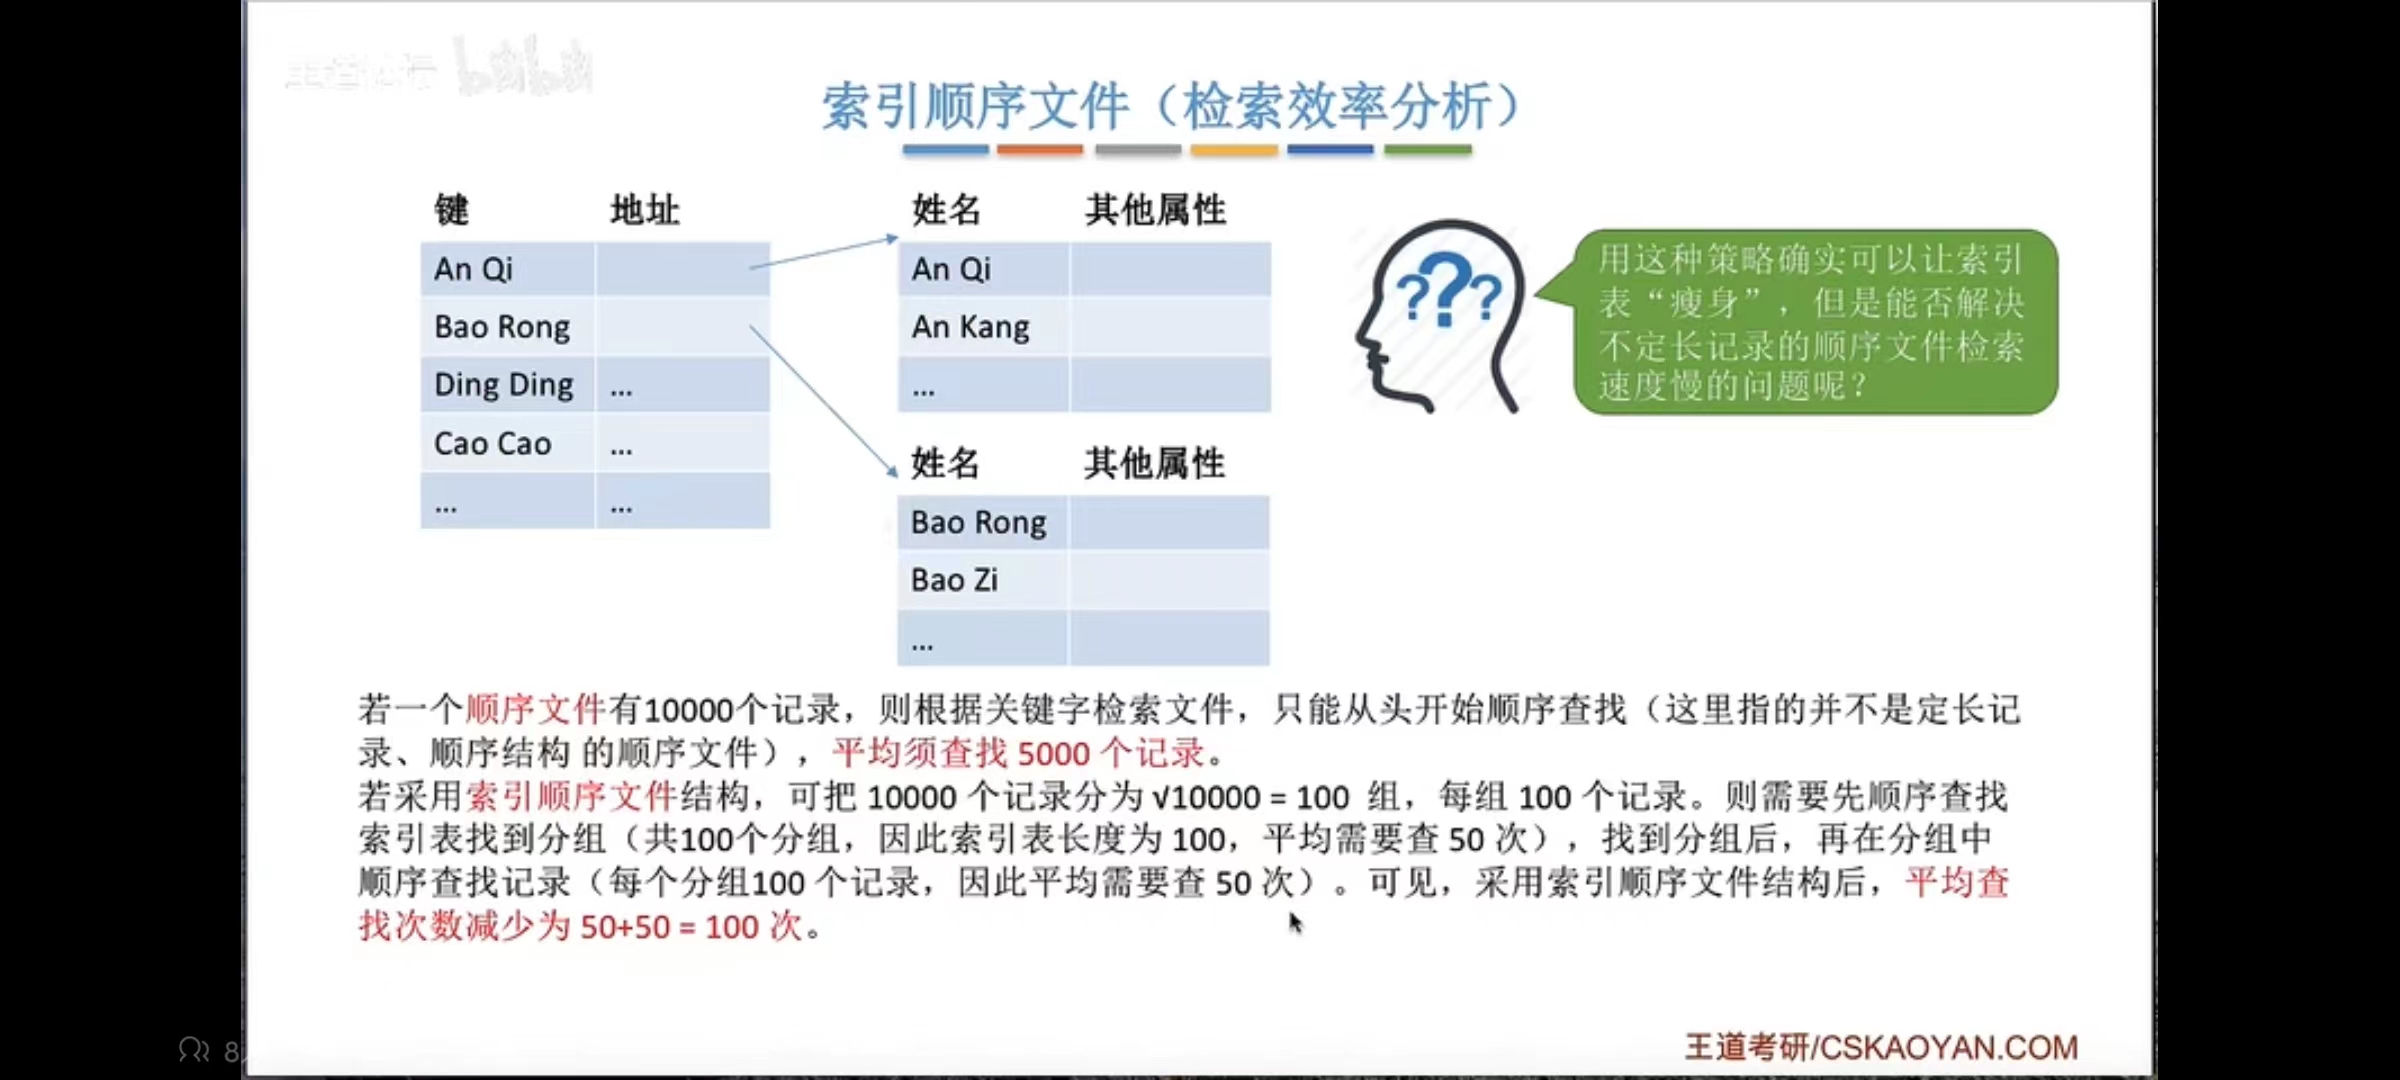 索引顺序文件（检索效率分析）
键 地址
An Qi
Bao Rong
Ding Ding ...
Cao Cao ...
... ...
姓名 其他属性
An Qi
An Kang
...
姓名 其他属性
Bao Rong
Bao Zi
...
???
用这种策略确实可以让索引
表“瘦身”，但是能否解决
不定长记录的顺序文件检索
速度慢的问题呢？
若一个顺序文件有10000个记录，则根据关键字检索文件，只能从头开始顺序查找（这里指的并不是定长记
录、顺序结构 的顺序文件），平均须查找 5000 个记录。
若采用索引顺序文件结构，可把 10000 个记录分为 √10000 = 100 组，每组 100 个记录。则需要先顺序查找
索引表找到分组（共100个分组，因此索引表长度为 100，平均需要查 50 次），找到分组后，再在分组中
顺序查找记录（每个分组100 个记录，因此平均需要查 50 次）。可见，采用索引顺序文件结构后，平均查
找次数减少为 50+50 = 100 次。
王道考研/CSKAOYAN.COM